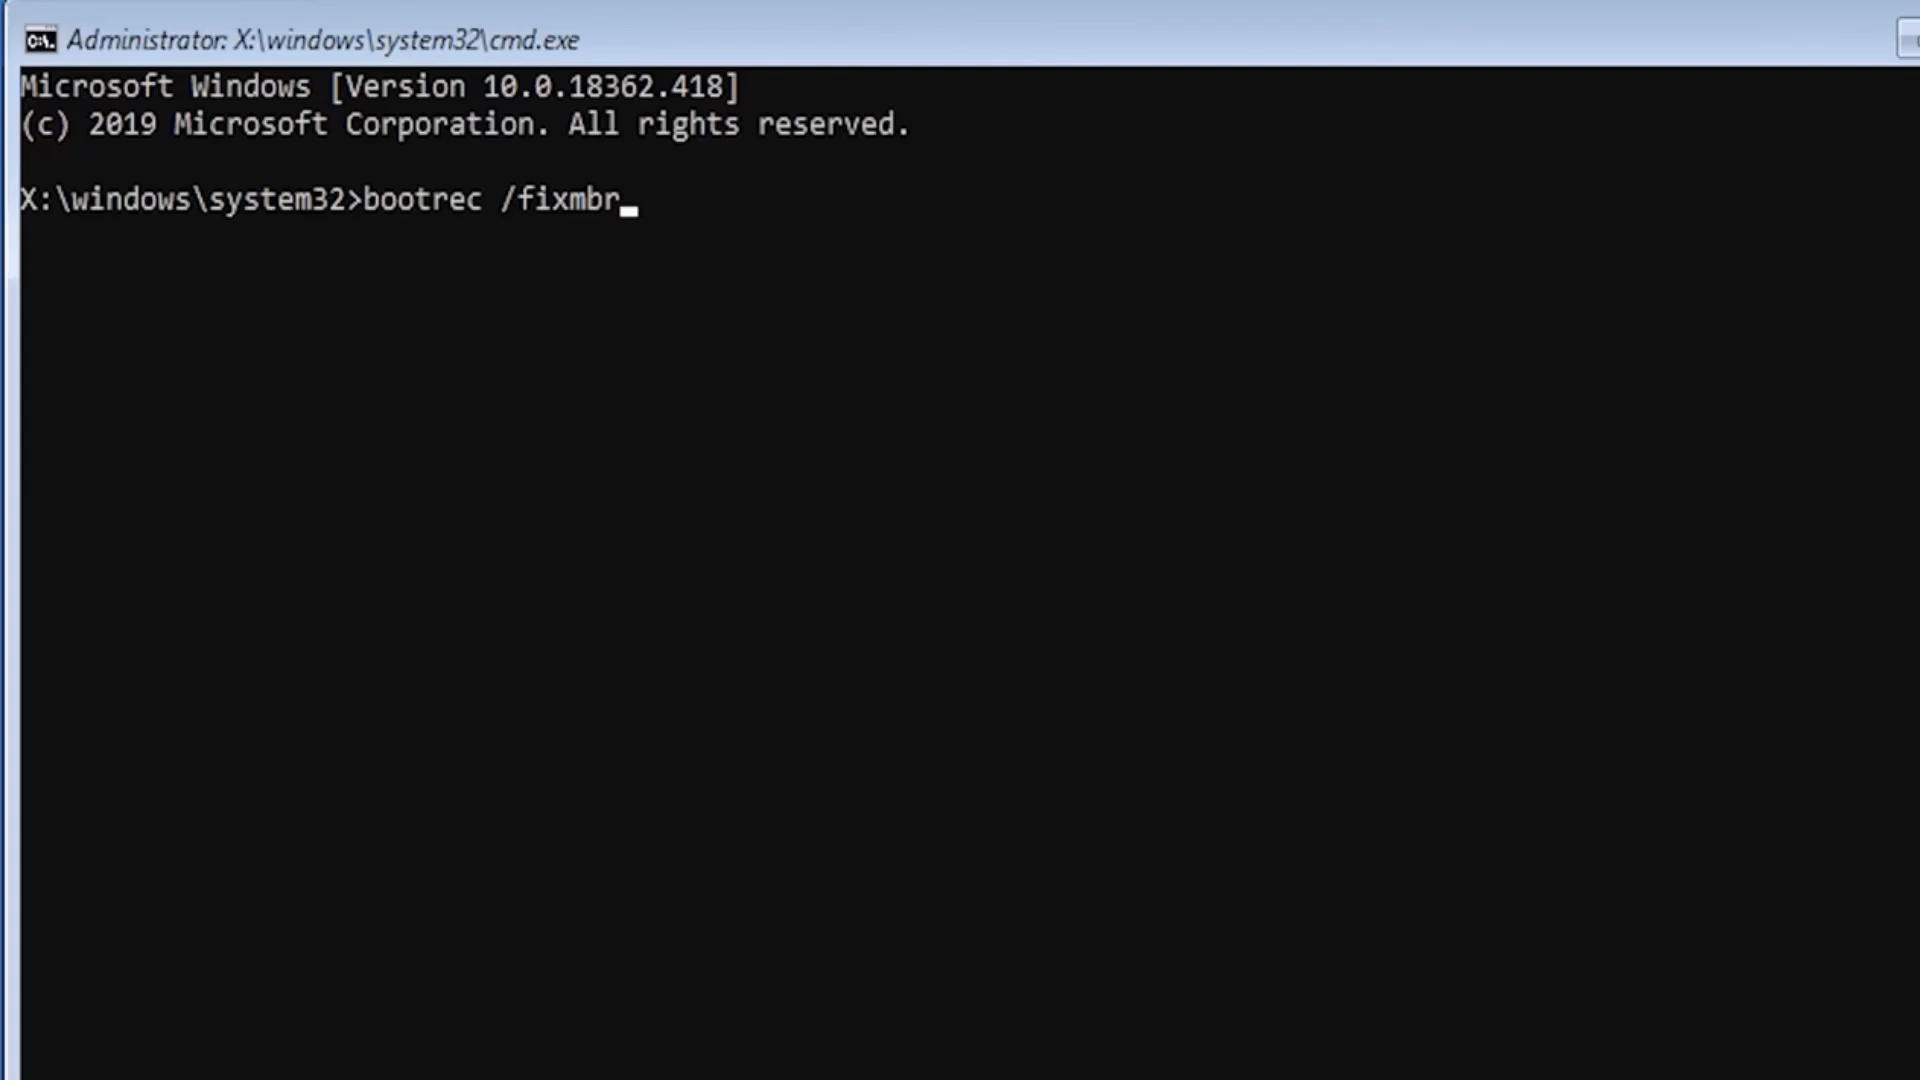 Administrator: X:\windows\system32\cmd.exe
Microsoft Windows [Version 10.0.18362.418]
(c) 2019 Microsoft Corporation. All rights reserved.
X:\windows\system32>bootrec /fixmbr